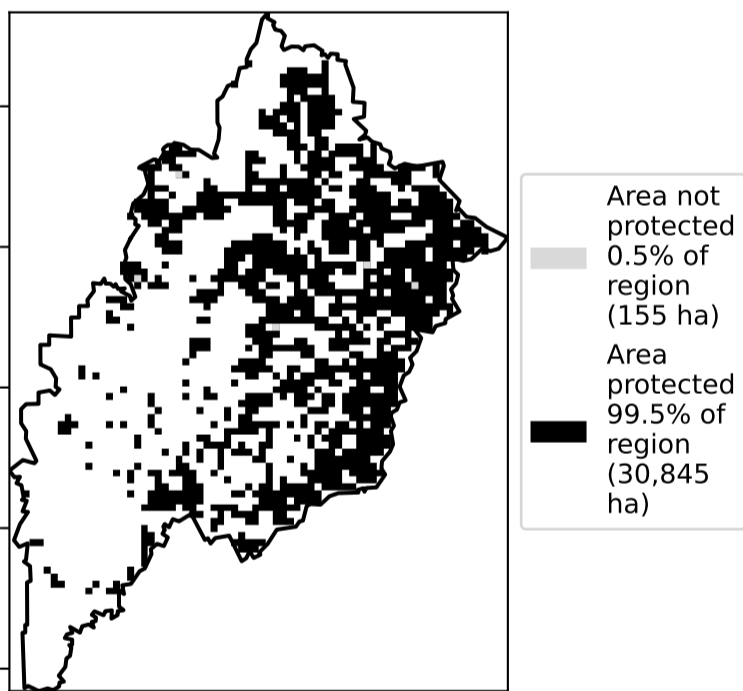 Area not
protected
0.5% of
region
(155 ha)
Area
protected
99.5% of
region
(30,845
ha)